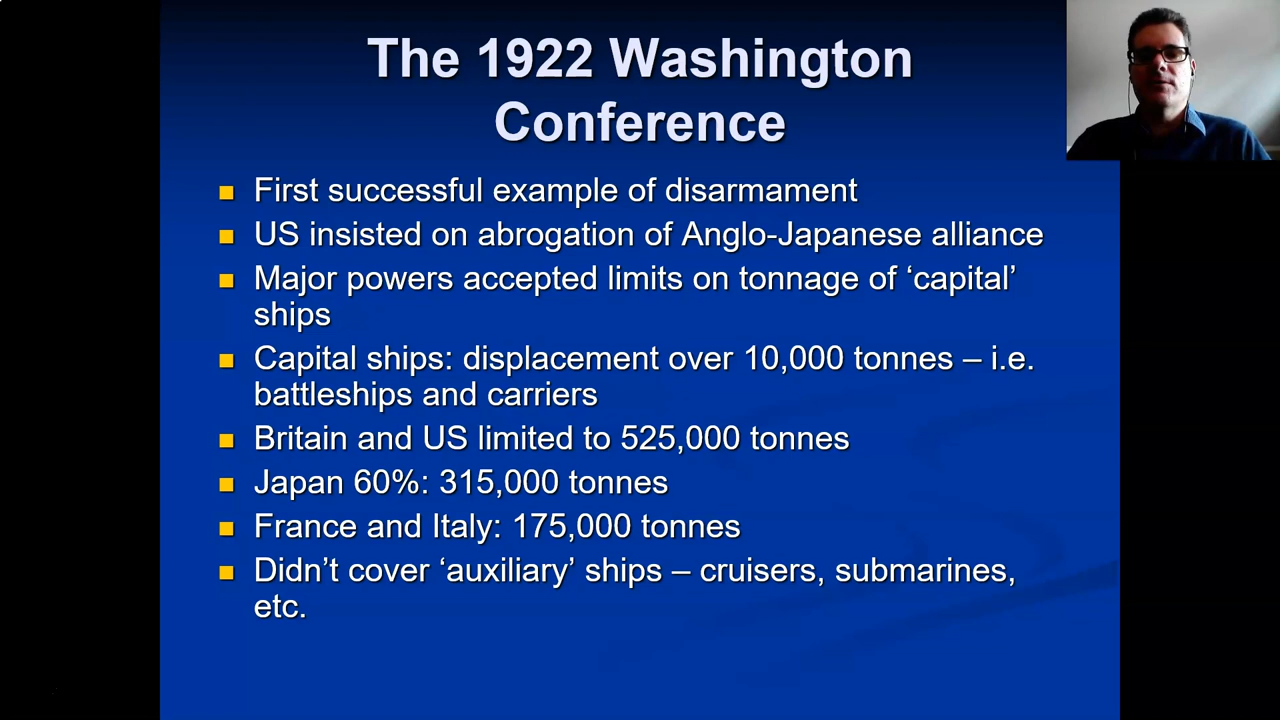 The 1922 Washington
Conference
First successful example of disarmament
US insisted on abrogation of Anglo-Japanese alliance
Major powers accepted limits on tonnage of ‘capital’
ships
Capital ships: displacement over 10,000 tonnes – i.e.
battleships and carriers
Britain and US limited to 525,000 tonnes
Japan 60%: 315,000 tonnes
France and Italy: 175,000 tonnes
Didn’t cover ‘auxiliary’ ships – cruisers, submarines,
etc.